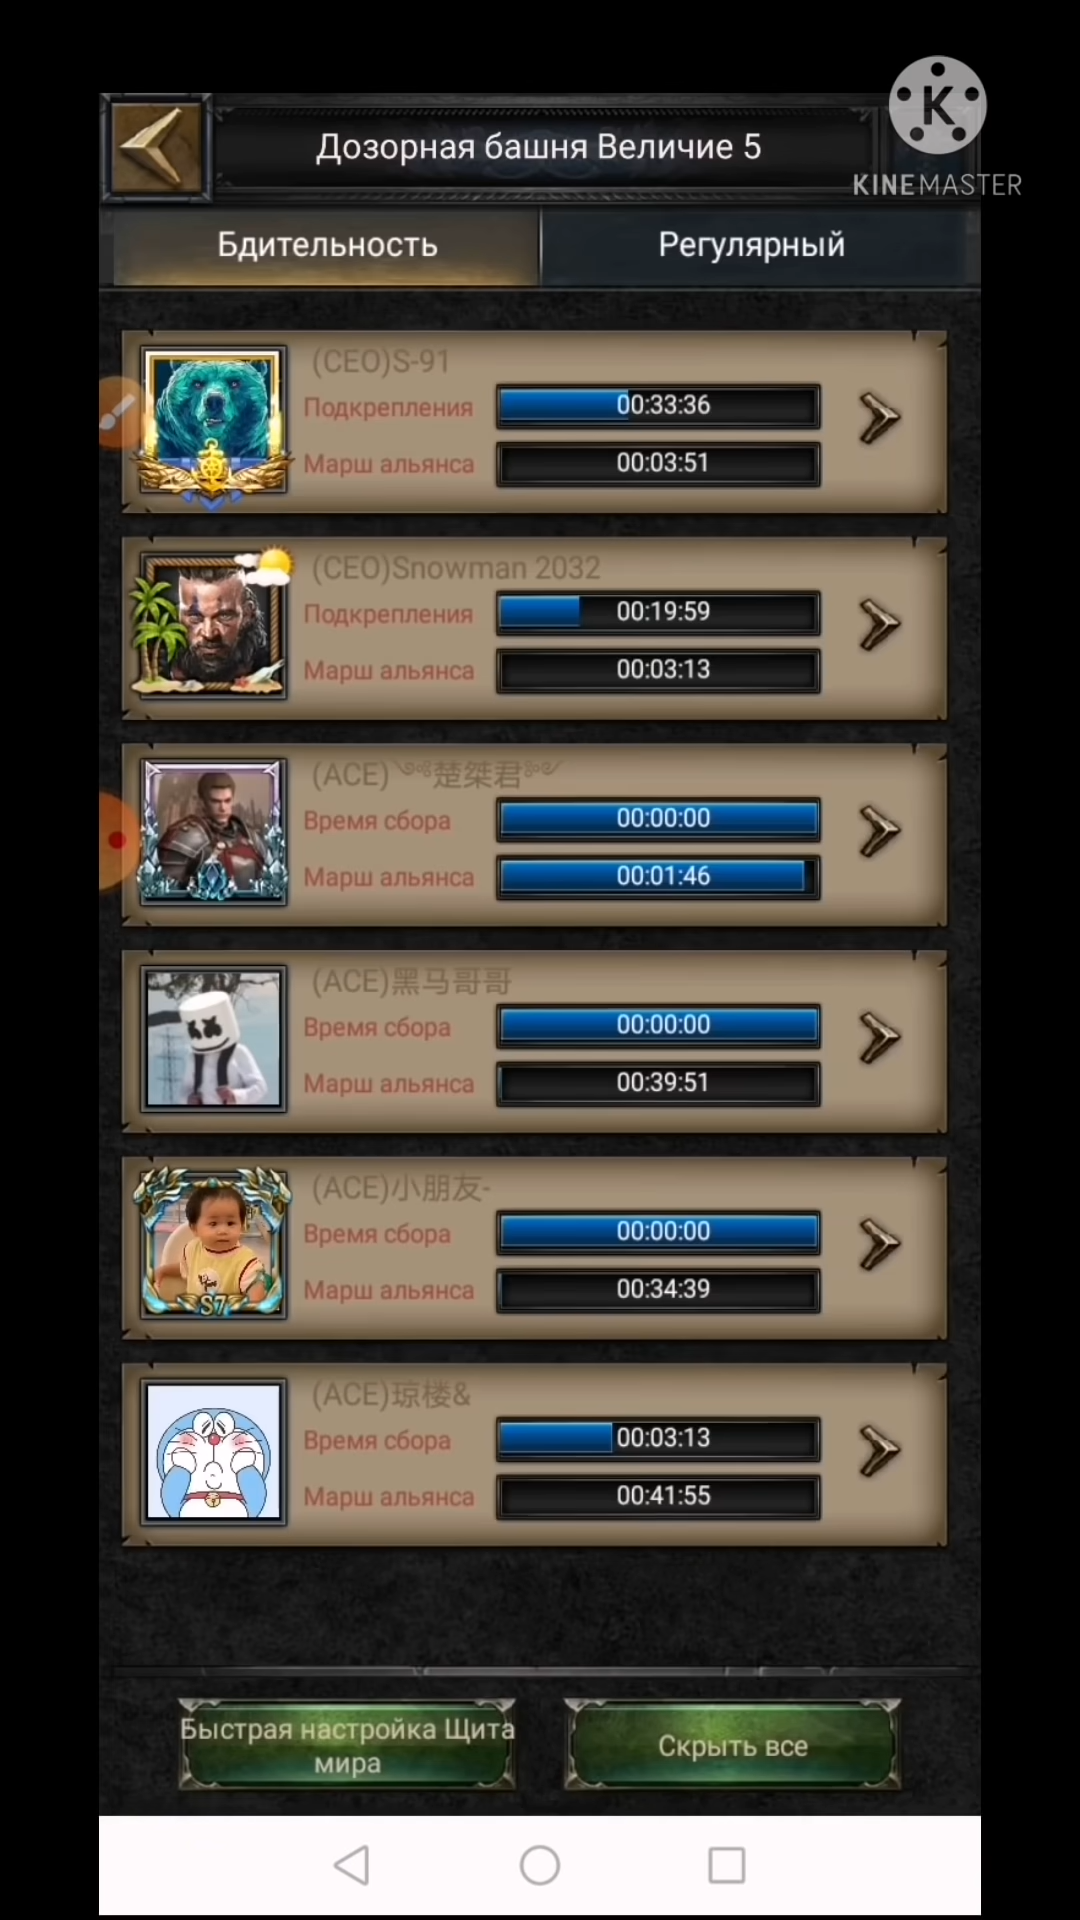 KINEMASTER
Дозорная башня Величие 5
Бдительность
Регулярный
(CEO)S-91
Подкрепления 00:33:36
Марш альянса 00:03:51
(CEO)Snowman 2032
Подкрепления 00:19:59
Марш альянса 00:03:13
(ACE)༺楚桀君༻
Время сбора 00:00:00
Марш альянса 00:01:46
(ACE)黑马哥哥
Время сбора 00:00:00
Марш альянса 00:39:51
(ACE)小朋友-
Время сбора 00:00:00
Марш альянса 00:34:39
S7
(ACE)琼楼&
Время сбора 00:03:13
Марш альянса 00:41:55
Быстрая настройка Щита
мира
Скрыть все